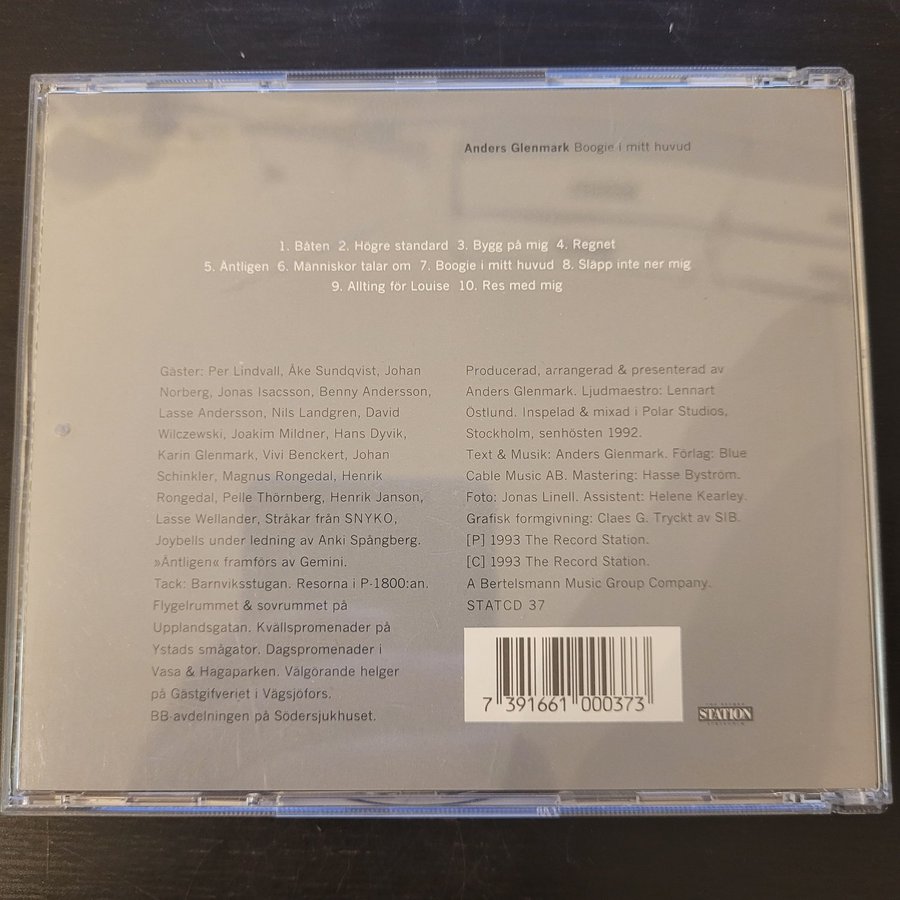 Anders Glenmark Boogie i mitt huvud
1. Båten 2. Högre standard 3. Bygg på mig 4. Regnet
5. Äntligen 6. Människor talar om 7. Boogie i mitt huvud 8. Släpp inte ner mig
9. Allting för Louise 10. Res med mig
Gäster: Per Lindvall, Åke Sundqvist, Johan
Norberg, Jonas Isacsson, Benny Andersson,
Lasse Andersson, Nils Landgren, David
Wilczewski, Joakim Mildner, Hans Dyvik,
Karin Glenmark, Vivi Benckert, Johan
Schinkler, Magnus Rongedal, Henrik
Rongedal, Pelle Thörnberg, Henrik Janson,
Lasse Wellander, Stråkar från SNYKO,
Joybells under ledning av Anki Spångberg.
»Äntligen« framförs av Gemini.
Tack: Barnviksstugan. Resorna i P-1800:an.
Flygelrummet & sovrummet på
Upplandsgatan. Kvällspromenader på
Ystads smågator. Dagspromenader i
Vasa & Hagaparken. Välgörande helger
på Gästgifveriet i Vägsjöfors.
BB-avdelningen på Södersjukhuset.
Producerad, arrangerad & presenterad av
Anders Glenmark. Ljudmaestro: Lennart
Östlund. Inspelad & mixad i Polar Studios,
Stockholm, senhösten 1992.
Text & Musik: Anders Glenmark. Förlag: Blue
Cable Music AB. Mastering: Hasse Byström.
Foto: Jonas Linell. Assistent: Helene Kearley.
Grafisk formgivning: Claes G. Tryckt av SIB.
[P] 1993 The Record Station.
[C] 1993 The Record Station.
A Bertelsmann Music Group Company.
STATCD 37
7 391661 000373
STATION